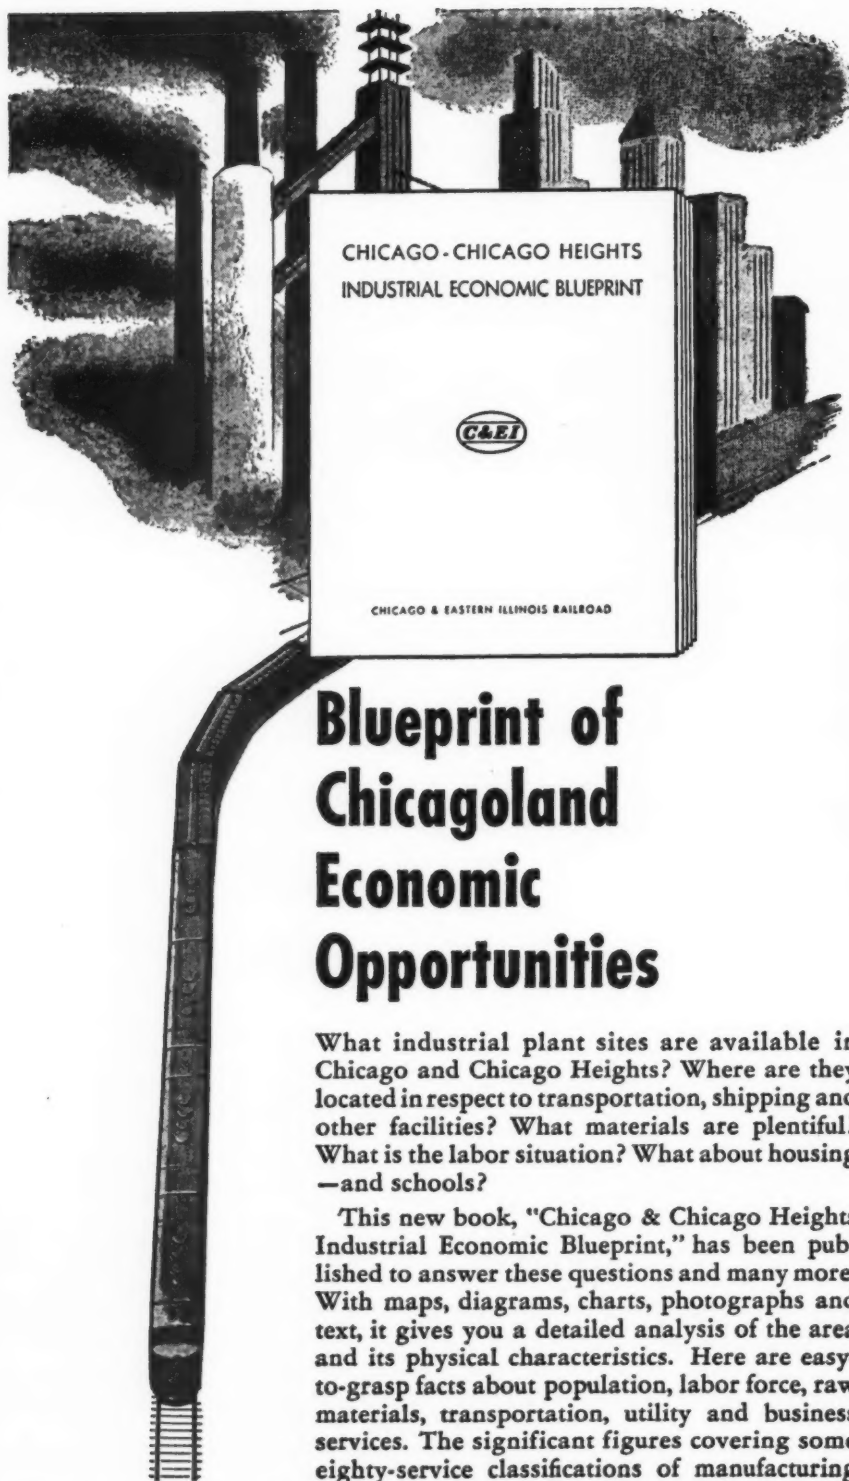 CHICAGO-CHICAGO HEIGHTS
INDUSTRIAL ECONOMIC BLUEPRINT
C&EI
CHICAGO & EASTERN ILLINOIS RAILROAD
Blueprint of
Chicagoland
Economic
Opportunities
What industrial plant sites are available in
Chicago and Chicago Heights? Where are they
located in respect to transportation, shipping and
other facilities? What materials are plentiful
What is the labor situation? What about housing
—and schools?
This new book, "Chicago & Chicago Heights
Industrial Economic Blueprint," has been pub
lished to answer these questions and many more
With maps, diagrams, charts, photographs and
text, it gives you a detailed analysis of the area
and its physical characteristics. Here are easy
to-grasp facts about population, labor force, raw
materials, transportation, utility and business
services. The significant figures covering some
eighty-service classifications of manufacturing